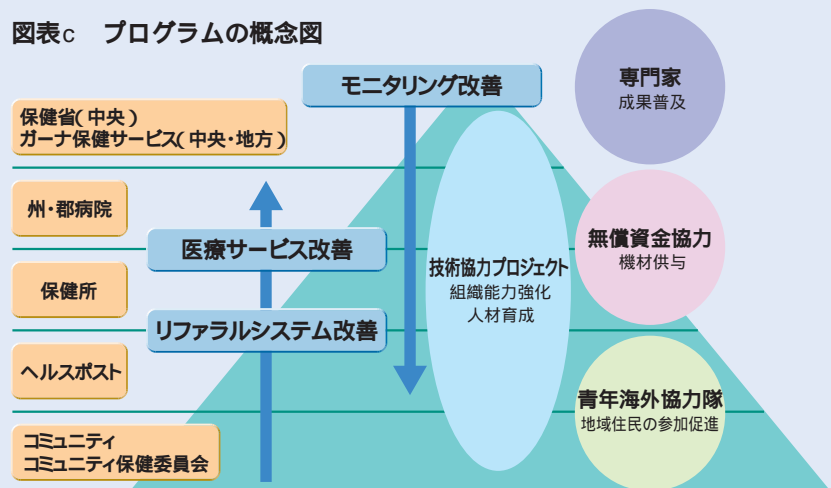 図表c プログラムの概念図
モニタリング改善
専門家
成果普及
保健省(中央)
ガーナ保健サービス(中央・地方)
州・郡病院
医療サービス改善
無償資金協力
機材供与
技術協力プロジェクト
組織能力強化
人材育成
保健所
リファラルシステム改善
ヘルスポスト
青年海外協力隊
地域住民の参加促進
コミュニティ
コミュニティ保健委員会